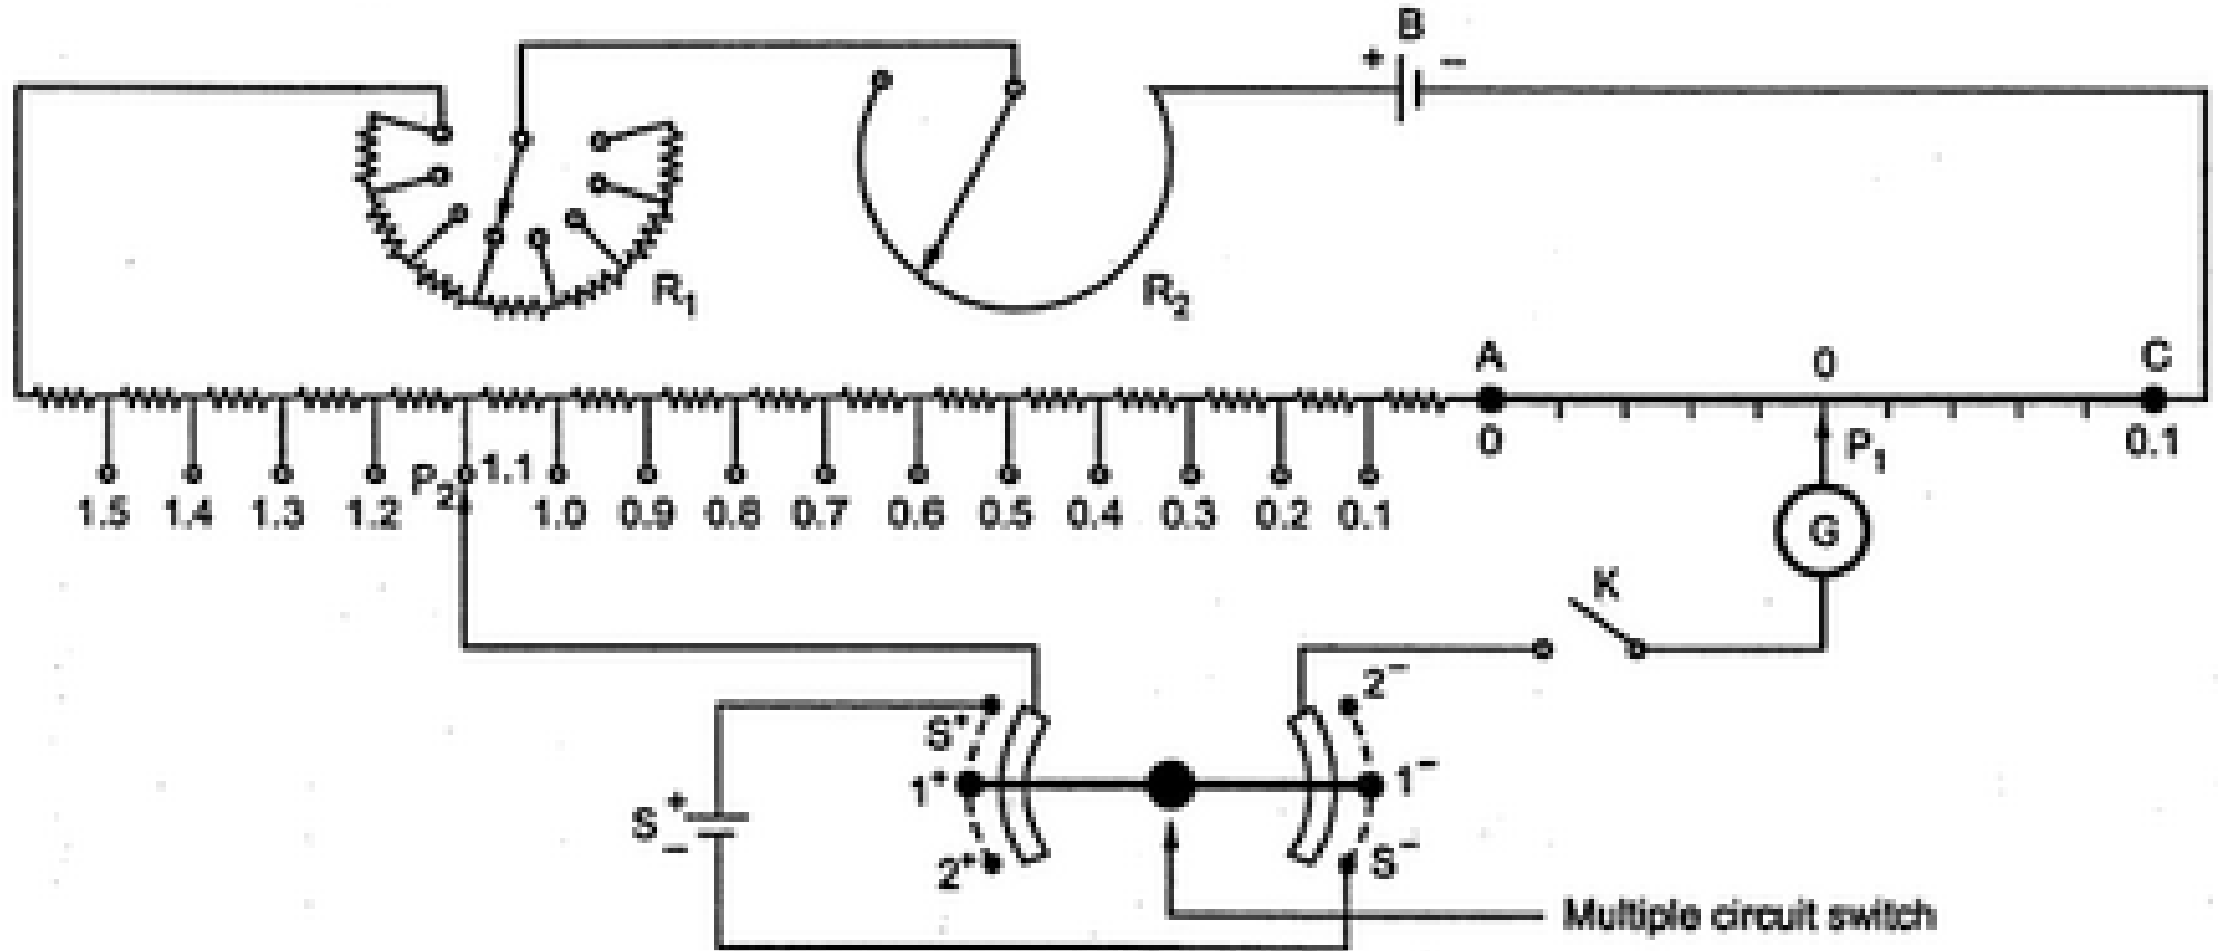 B
+ −
R₁
R₂
A 0 C
0 P₁ 0.1
P₂ 1.1
1.5 1.4 1.3 1.2 1.0 0.9 0.8 0.7 0.6 0.5 0.4 0.3 0.2 0.1
G
K
S⁺ 2⁻
1⁺ 1⁻
S + −
2⁺ S⁻
Multiple circuit switch